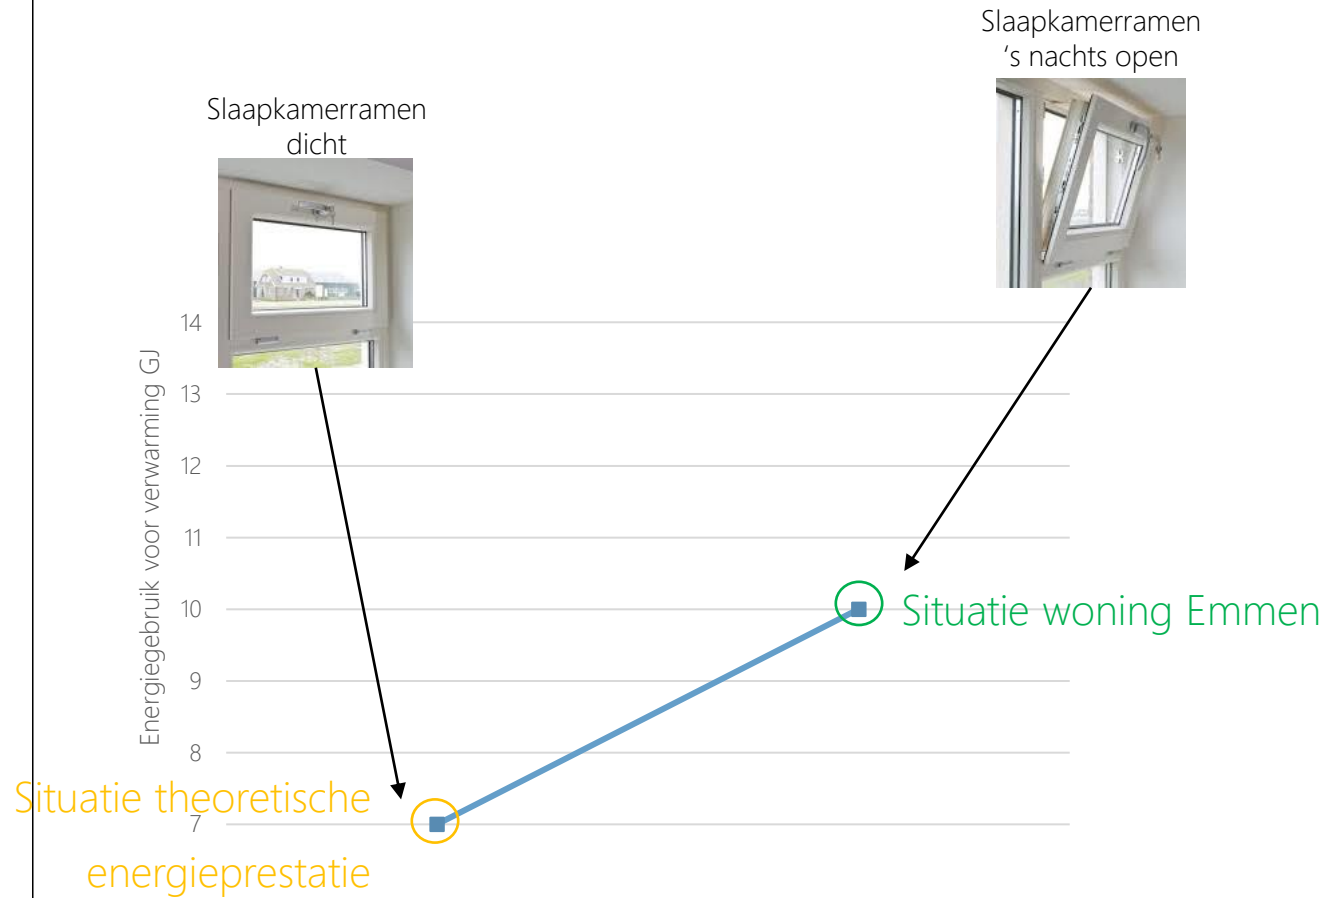 Slaapkamerramen
‘s nachts open
Slaapkamerramen
dicht
Energiegebruik voor verwarming GJ
14
13
12
11
10
9
8
7
Situatie woning Emmen
Situatie theoretische
energieprestatie